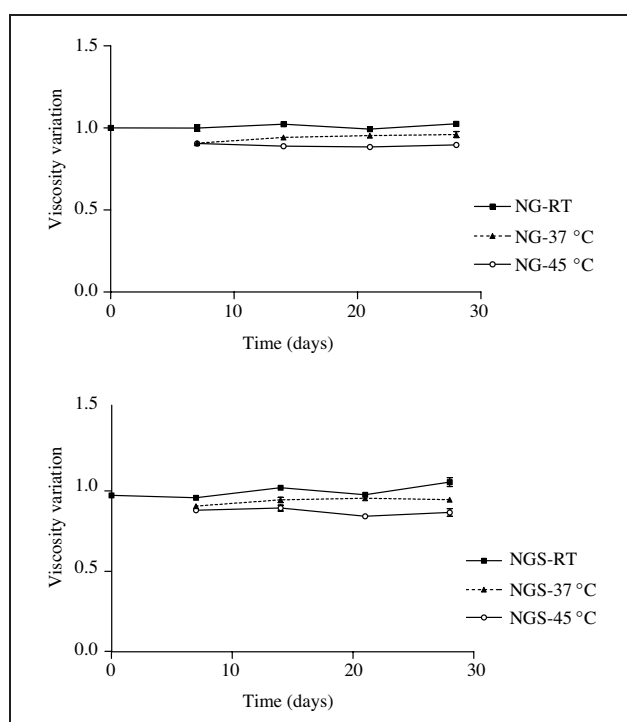 1.5
1.0
0.5
0.0
Viscosity variation
0 10 20 30
Time (days)
NG-RT
NG-37 °C
NG-45 °C
1.5
1.0
0.5
0.0
Viscosity variation
0 10 20 30
Time (days)
NGS-RT
NGS-37 °C
NGS-45 °C